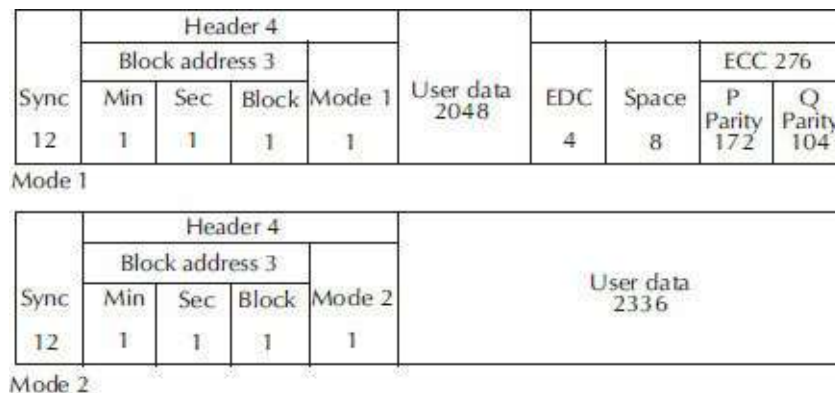 Header 4
Block address 3
ECC 276
Sync
Min
Sec
Block
Mode 1
User data
2048
EDC
Space
P
Parity
172
Q
Parity
104
12
1
1
1
1
4
8
Mode 1
Header 4
Block address 3
Sync
Min
Sec
Block
Mode 2
User data
2336
12
1
1
1
1
Mode 2